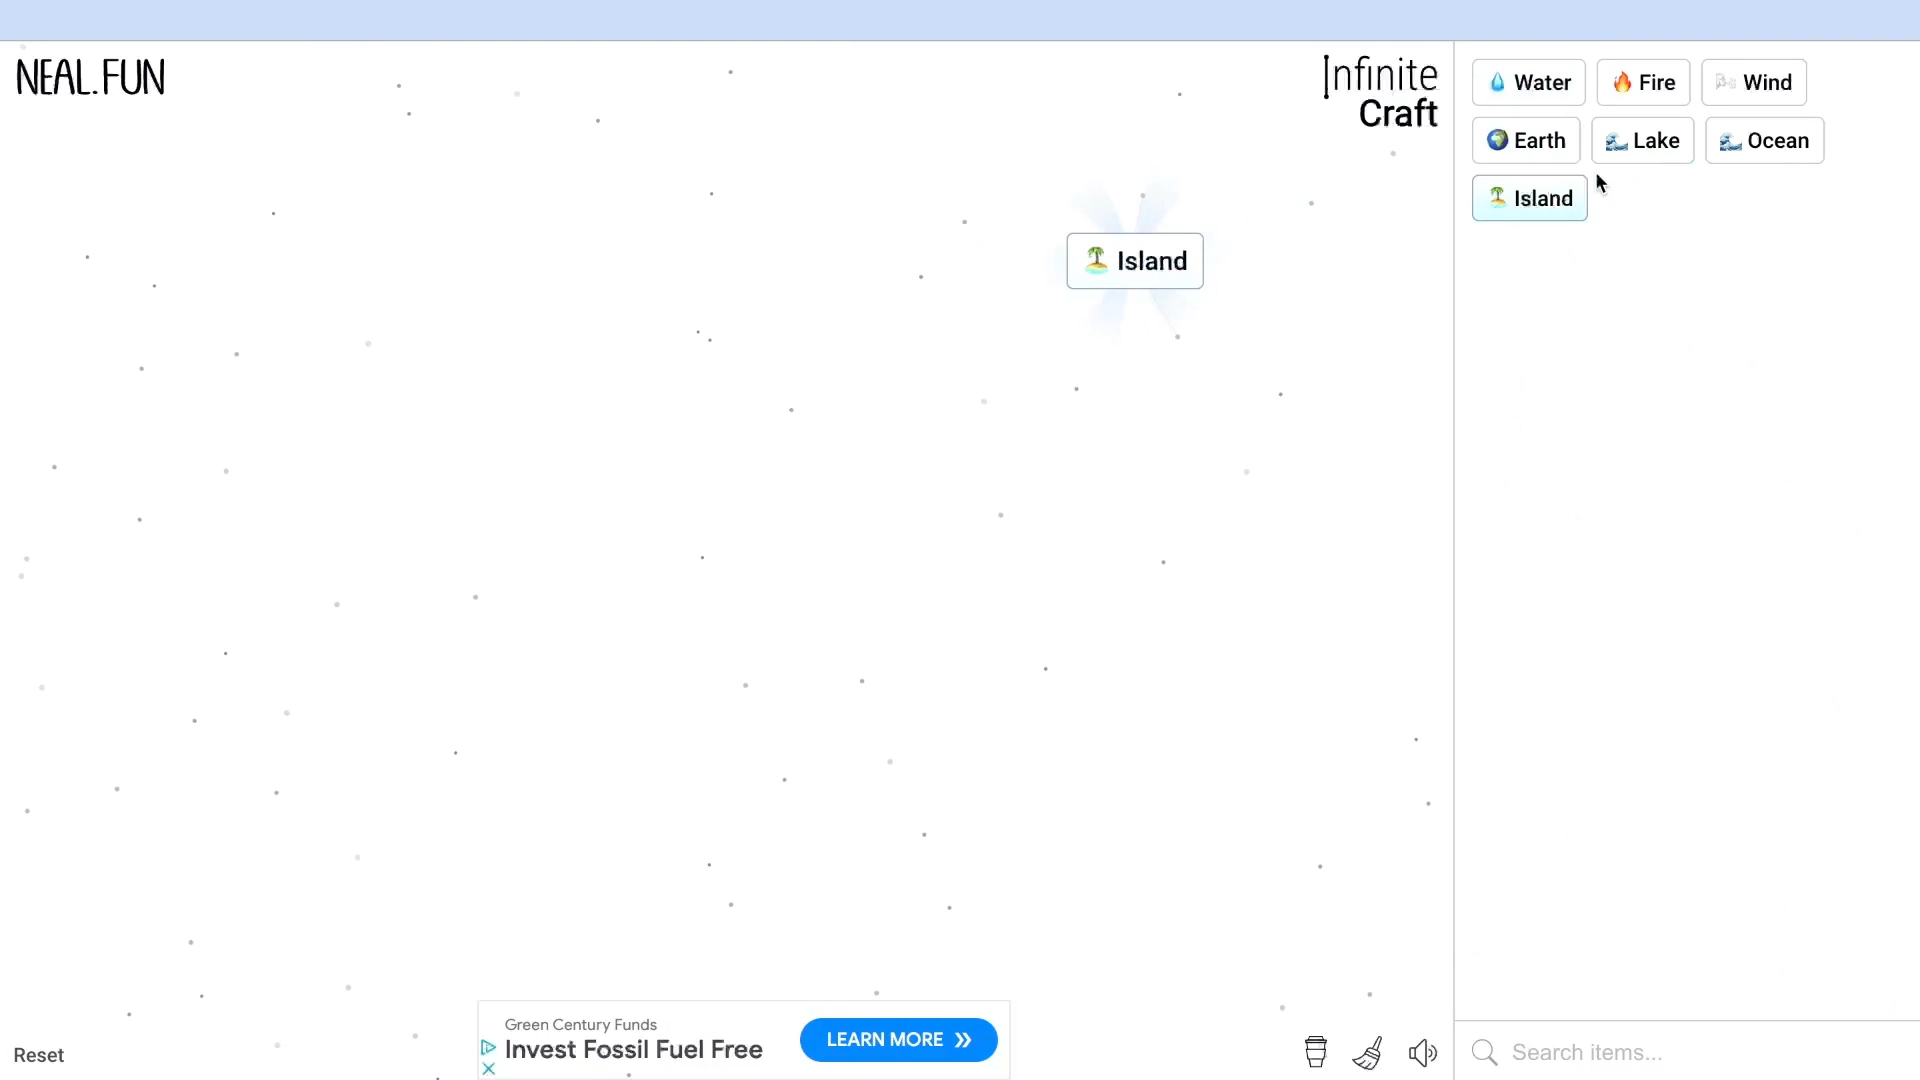 NEAL.FUN
Infinite
Craft
Water
Fire
Wind
Earth
Lake
Ocean
Island
Island
Green Century Funds
Invest Fossil Fuel Free
LEARN MORE
Reset
Search items...